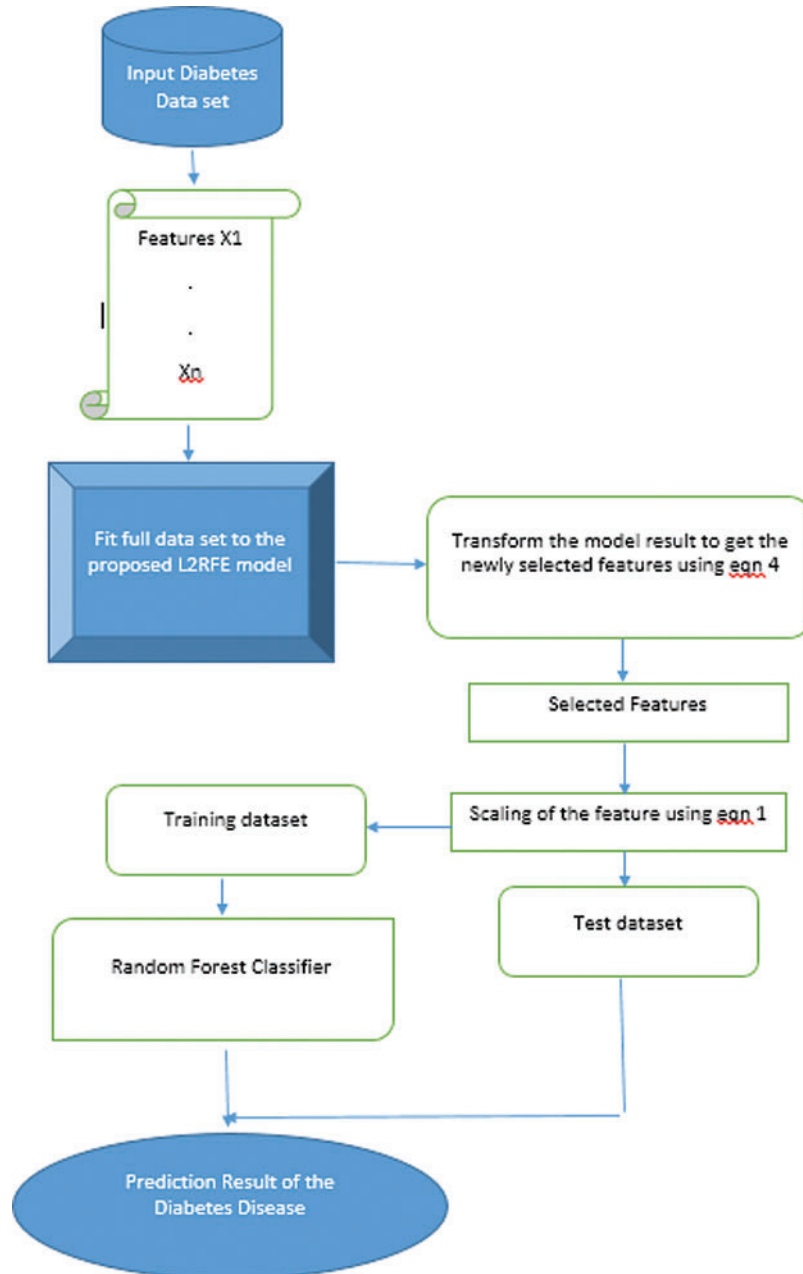 Input Diabetes
Data set
Features X1
.
.
Xn
Fit full data set to the
proposed L2RFE model
Transform the model result to get the
newly selected features using eqn 4
Selected Features
Scaling of the feature using eqn 1
Training dataset
Test dataset
Random Forest Classifier
Prediction Result of the
Diabetes Disease